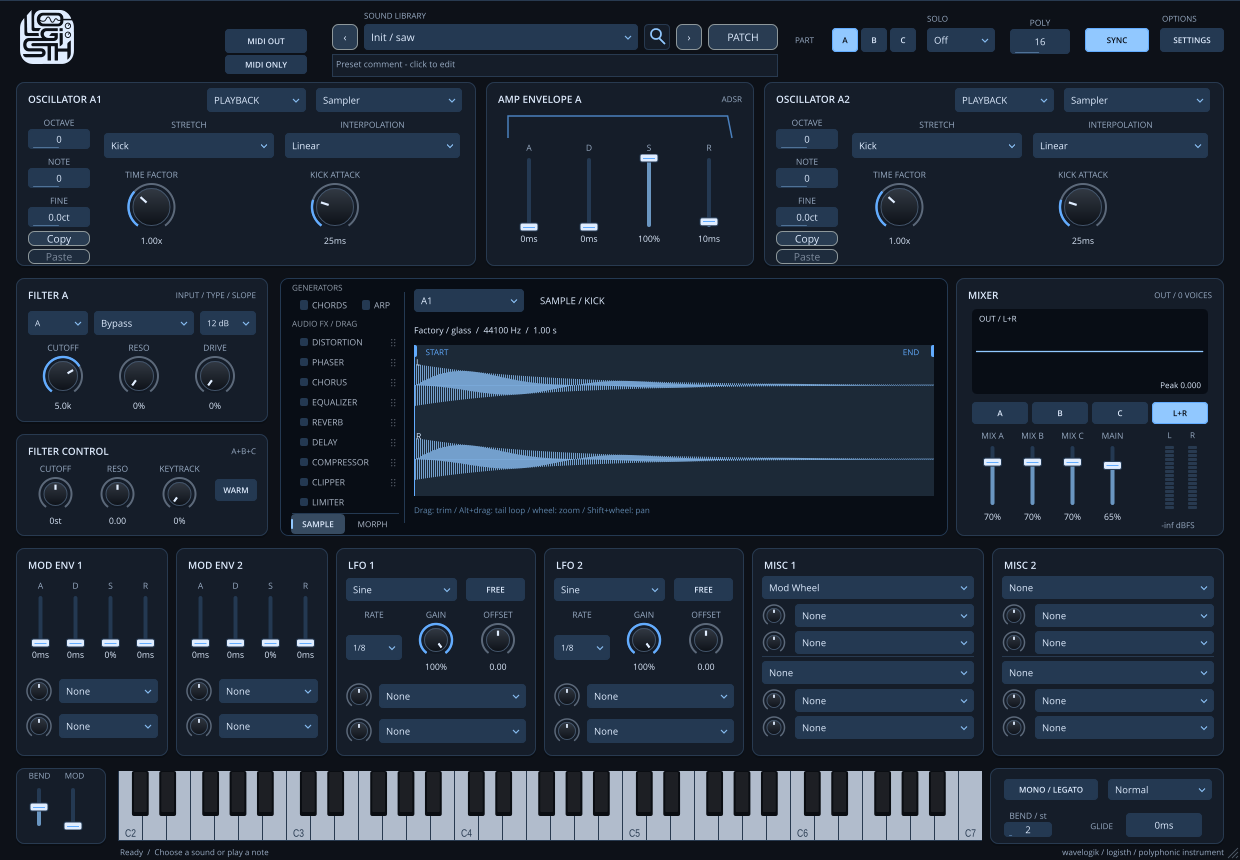 LOGISTH
MIDI OUT
MIDI ONLY
SOUND LIBRARY
‹ Init / saw › PATCH
Preset comment - click to edit
PART A B C
SOLO
Off
POLY
16
SYNC
OPTIONS
SETTINGS
OSCILLATOR A1 PLAYBACK Sampler
OCTAVE STRETCH INTERPOLATION
0 Kick Linear
NOTE
0 TIME FACTOR KICK ATTACK
FINE
0.0ct
Copy 1.00x 25ms
Paste
AMP ENVELOPE A ADSR
A D S R
0ms 0ms 100% 10ms
OSCILLATOR A2 PLAYBACK Sampler
OCTAVE STRETCH INTERPOLATION
0 Kick Linear
NOTE
0 TIME FACTOR KICK ATTACK
FINE
0.0ct
Copy 1.00x 25ms
Paste
FILTER A INPUT / TYPE / SLOPE
A Bypass 12 dB
CUTOFF RESO DRIVE
5.0k 0% 0%
FILTER CONTROL A+B+C
CUTOFF RESO KEYTRACK
WARM
0st 0.00 0%
GENERATORS
CHORDS ARP
AUDIO FX / DRAG
DISTORTION
PHASER
CHORUS
EQUALIZER
REVERB
DELAY
COMPRESSOR
CLIPPER
LIMITER
SAMPLE MORPH
A1 SAMPLE / KICK
Factory / glass / 44100 Hz / 1.00 s
START END
L
R
Drag: trim / Alt+drag: tail loop / wheel: zoom / Shift+wheel: pan
MIXER OUT / 0 VOICES
OUT / L+R
Peak 0.000
A B C L+R
MIX A MIX B MIX C MAIN L R
70% 70% 70% 65%
-inf dBFS
MOD ENV 1
A D S R
0ms 0ms 0% 0ms
None
None
MOD ENV 2
A D S R
0ms 0ms 0% 0ms
None
None
LFO 1
Sine FREE
RATE GAIN OFFSET
1/8
100% 0.00
None
None
LFO 2
Sine FREE
RATE GAIN OFFSET
1/8
100% 0.00
None
None
MISC 1
Mod Wheel
None
None
None
None
None
MISC 2
None
None
None
None
None
None
BEND MOD
C2 C3 C4 C5 C6 C7
MONO / LEGATO Normal
BEND / st
2 GLIDE 0ms
Ready / Choose a sound or play a note
wavelogik / logisth / polyphonic instrument